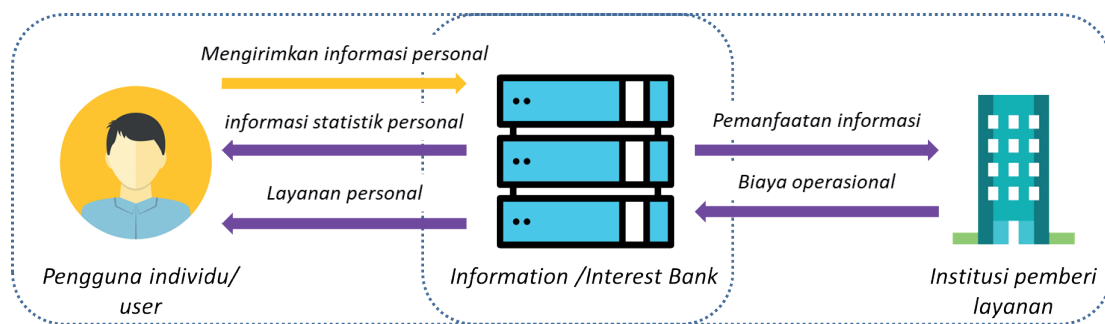 Mengirimkan informasi personal
informasi statistik personal
Layanan personal
Pemanfaatan informasi
Biaya operasional
Pengguna individu/
user
Information /Interest Bank
Institusi pemberi
layanan